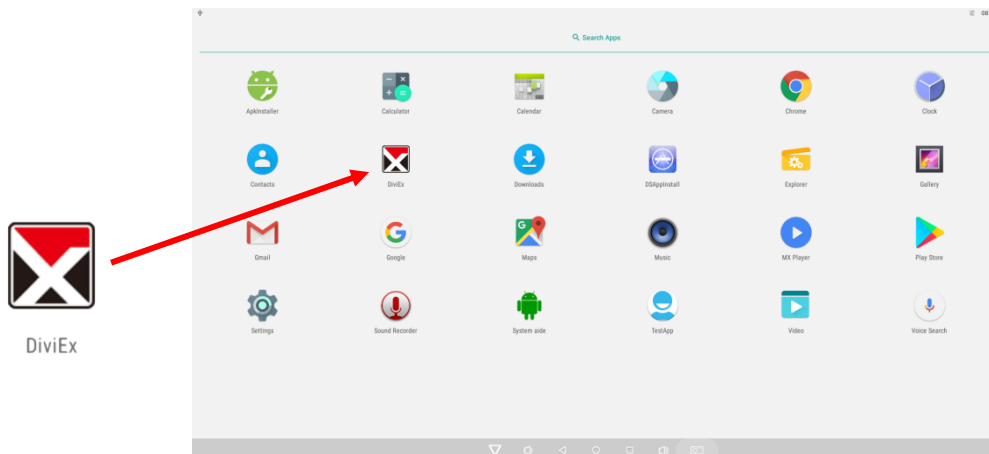 08
Search Apps
ApkInstaller
Calculator
Calendar
Camera
Chrome
Clock
Contacts
DiviEx
Downloads
DSAppInstall
Explorer
Gallery
Gmail
Google
Maps
Music
MX Player
Play Store
Settings
Sound Recorder
System aide
TestApp
Video
Voice Search
DiviEx